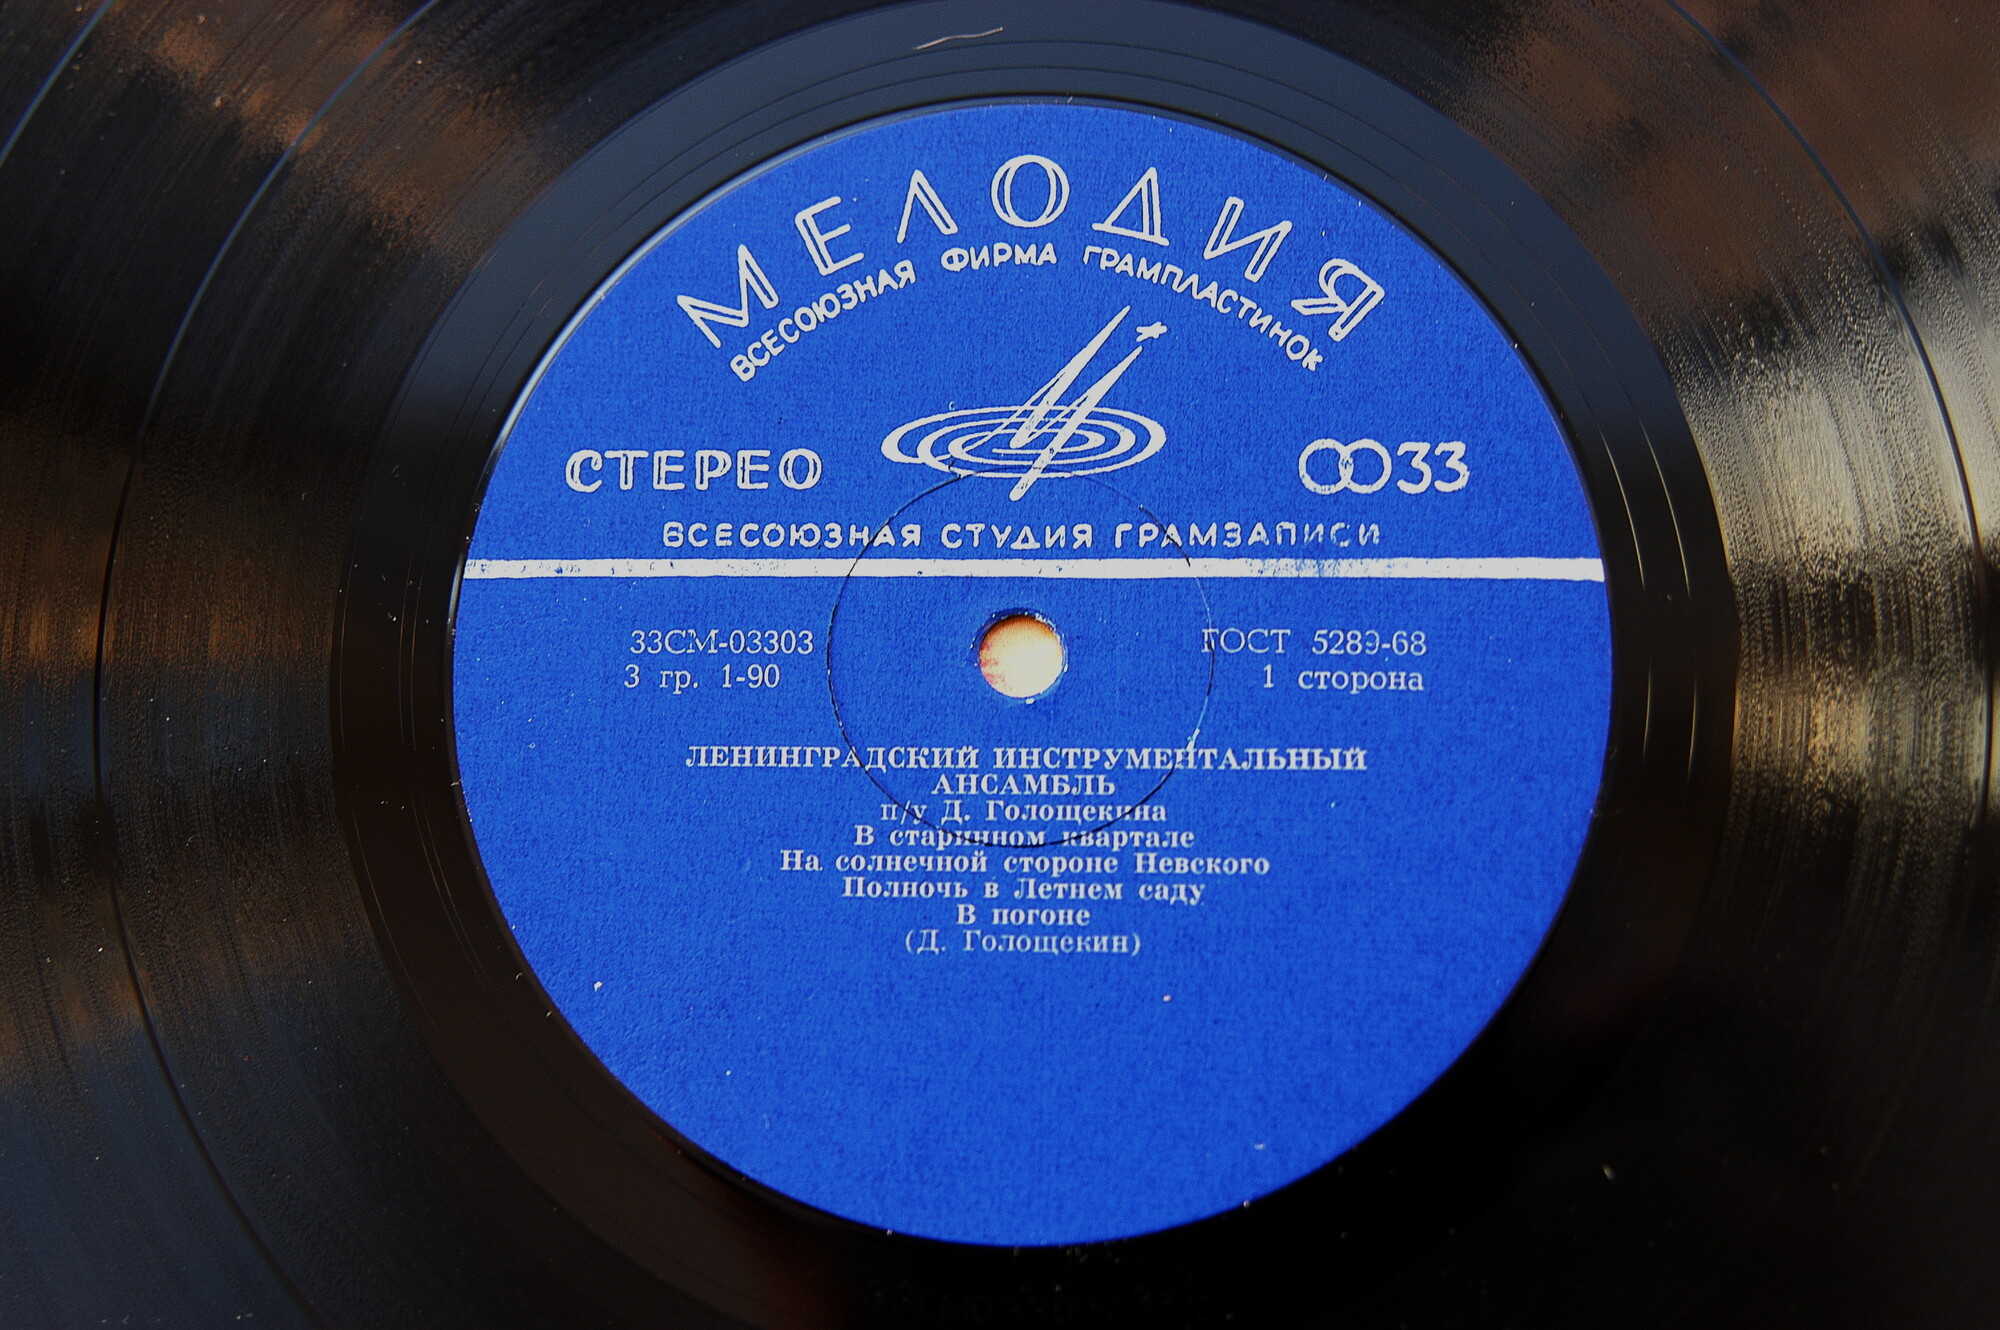 МЕЛОДИЯ
ВСЕСОЮЗНАЯ ФИРМА ГРАМПЛАСТИНОК
СТЕРЕО
33
ВСЕСОЮЗНАЯ СТУДИЯ ГРАМЗАПИСИ
33СМ-03303
ГОСТ 5289-68
3 гр. 1-90
1 сторона
ЛЕНИНГРАДСКИЙ ИНСТРУМЕНТАЛЬНЫЙ
АНСАМБЛЬ
п/у Д. Голощекина
В старинном квартале
На солнечной стороне Невского
Полночь в Летнем саду
В погоне
(Д. Голощекин)